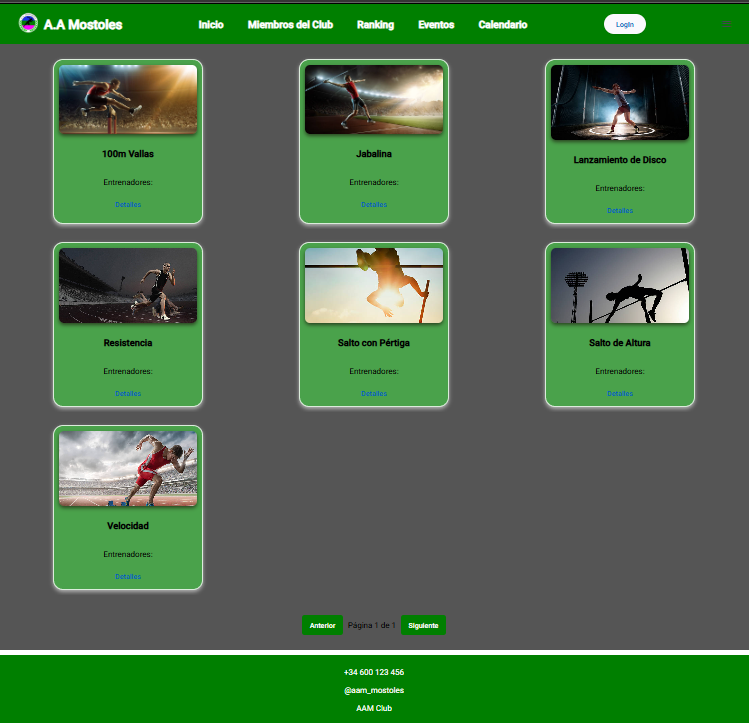 A.A Mostoles
Inicio
Miembros del Club
Ranking
Eventos
Calendario
Login
100m Vallas
Entrenadores:
Detalles
Jabalina
Entrenadores:
Detalles
Lanzamiento de Disco
Entrenadores:
Detalles
Resistencia
Entrenadores:
Detalles
Salto con Pértiga
Entrenadores:
Detalles
Salto de Altura
Entrenadores:
Detalles
Velocidad
Entrenadores:
Detalles
Anterior Página 1 de 1 Siguiente
+34 600 123 456
@aam_mostoles
AAM Club